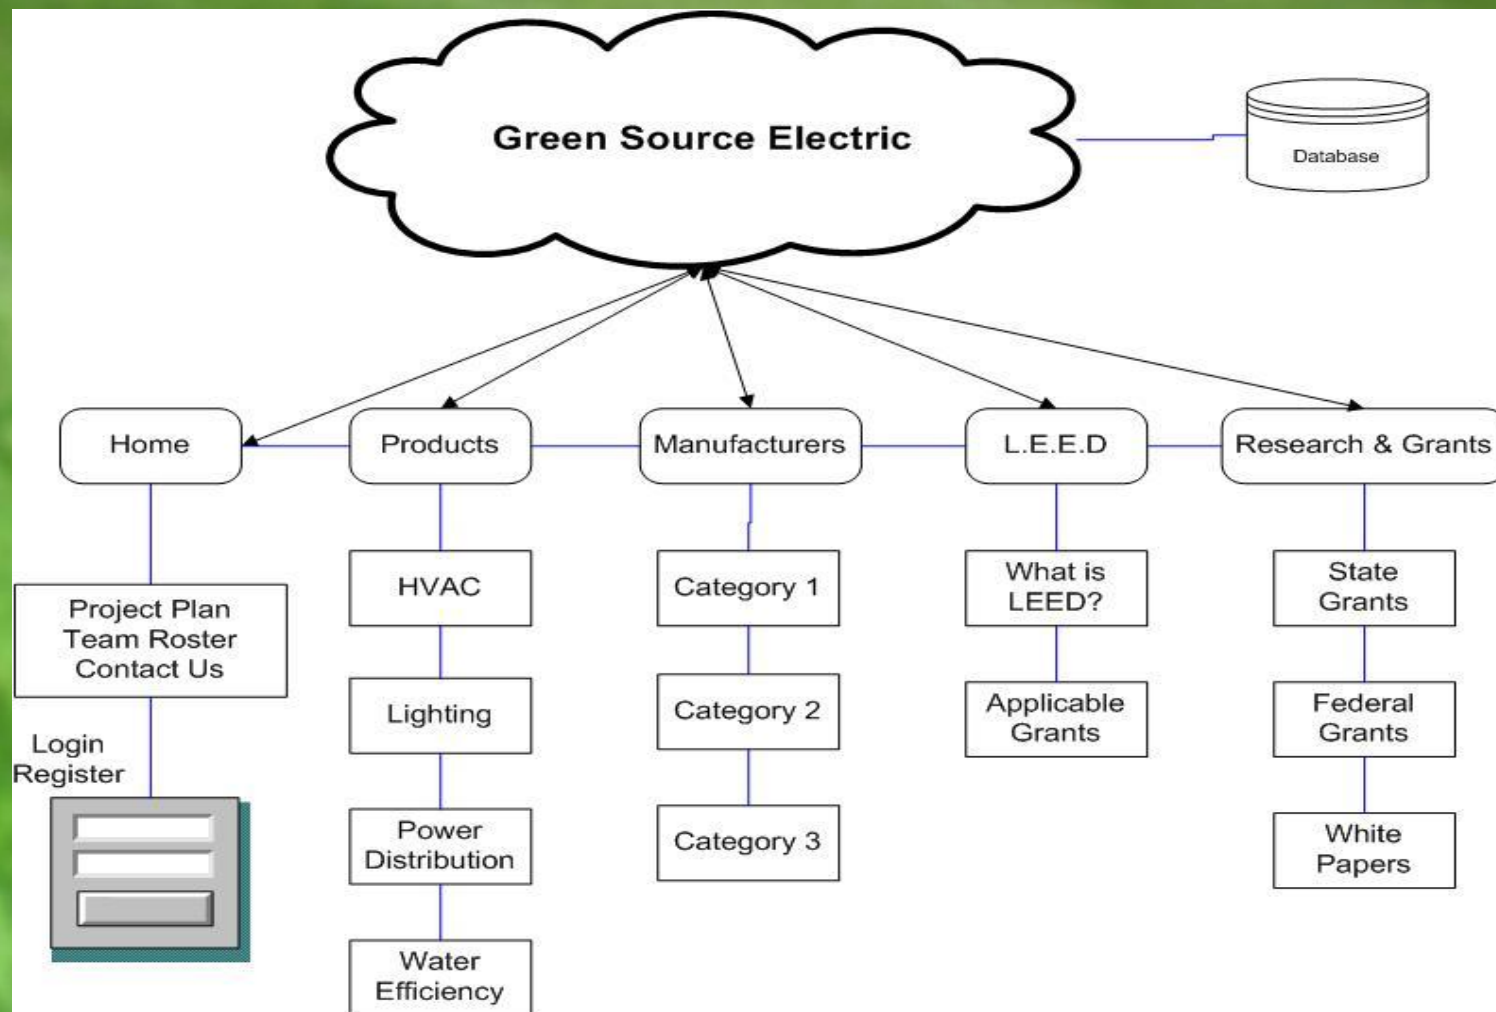 Green Source Electric
Database
Home
Products
Manufacturers
L.E.E.D
Research & Grants
Project Plan
Team Roster
Contact Us
Login
Register
HVAC
Lighting
Power
Distribution
Water
Efficiency
Category 1
Category 2
Category 3
What is
LEED?
Applicable
Grants
State
Grants
Federal
Grants
White
Papers